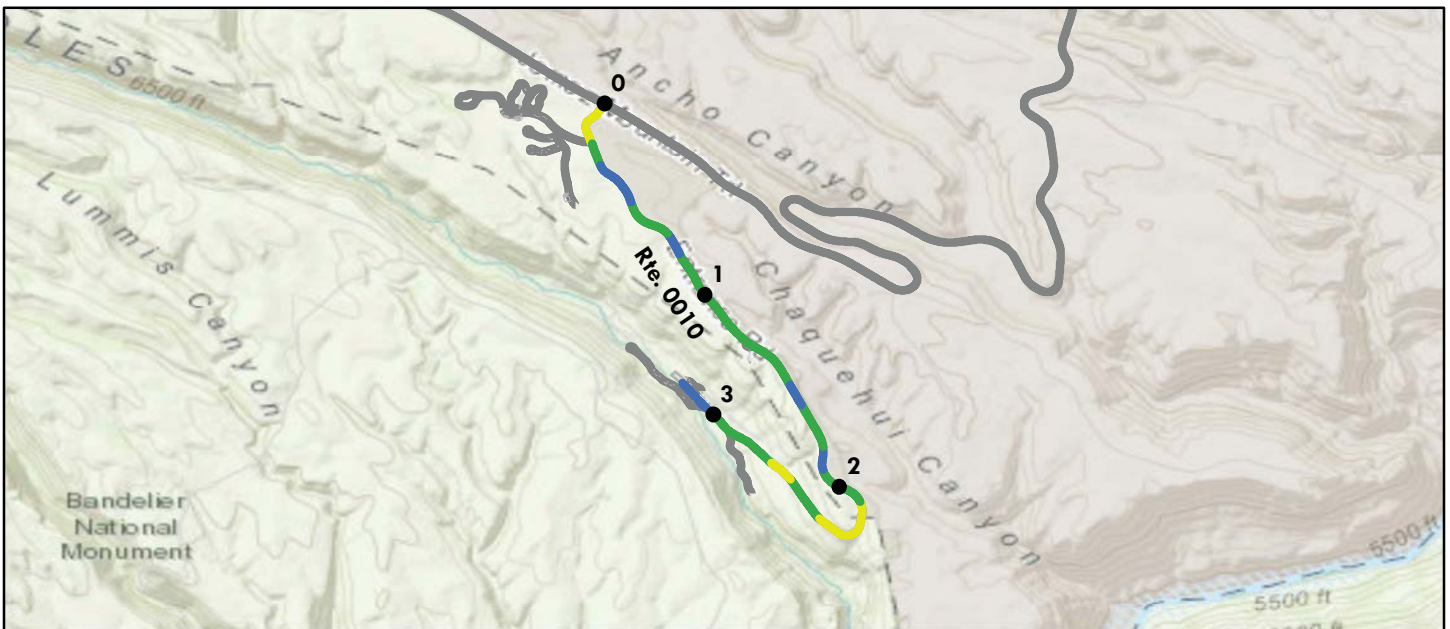 L E S
6500 ft
0
Ancho Canyon
Lummis Canyon
Rte. 0010
1
Chaquehui Canyon
3
2
Bandelier
National
Monument
5500 ft
5500 ft